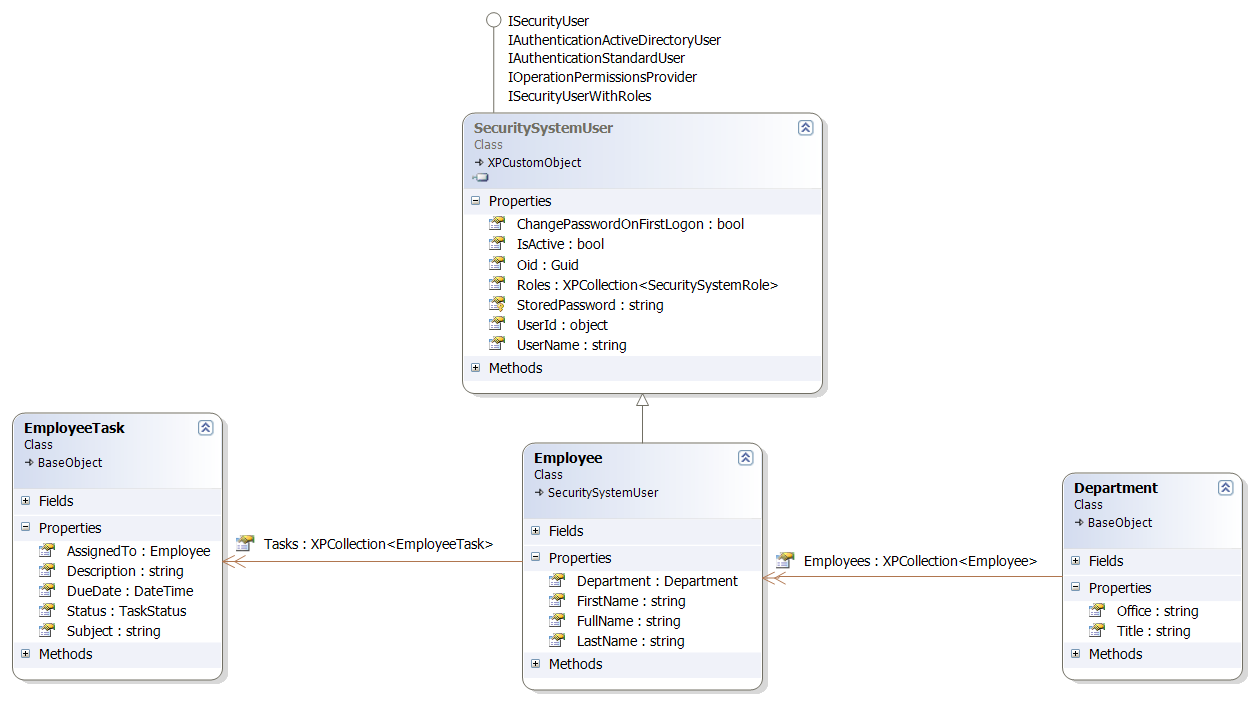 ISecurityUser
IAuthenticationActiveDirectoryUser
IAuthenticationStandardUser
IOperationPermissionsProvider
ISecurityUserWithRoles
SecuritySystemUser
Class
XPCustomObject
Properties
ChangePasswordOnFirstLogon : bool
IsActive : bool
Oid : Guid
Roles : XPCollection<SecuritySystemRole>
StoredPassword : string
UserId : object
UserName : string
Methods
EmployeeTask
Class
BaseObject
Fields
Properties
AssignedTo : Employee
Description : string
DueDate : DateTime
Status : TaskStatus
Subject : string
Methods
Tasks : XPCollection<EmployeeTask>
Employee
Class
SecuritySystemUser
Fields
Properties
Department : Department
FirstName : string
FullName : string
LastName : string
Methods
Employees : XPCollection<Employee>
Department
Class
BaseObject
Fields
Properties
Office : string
Title : string
Methods